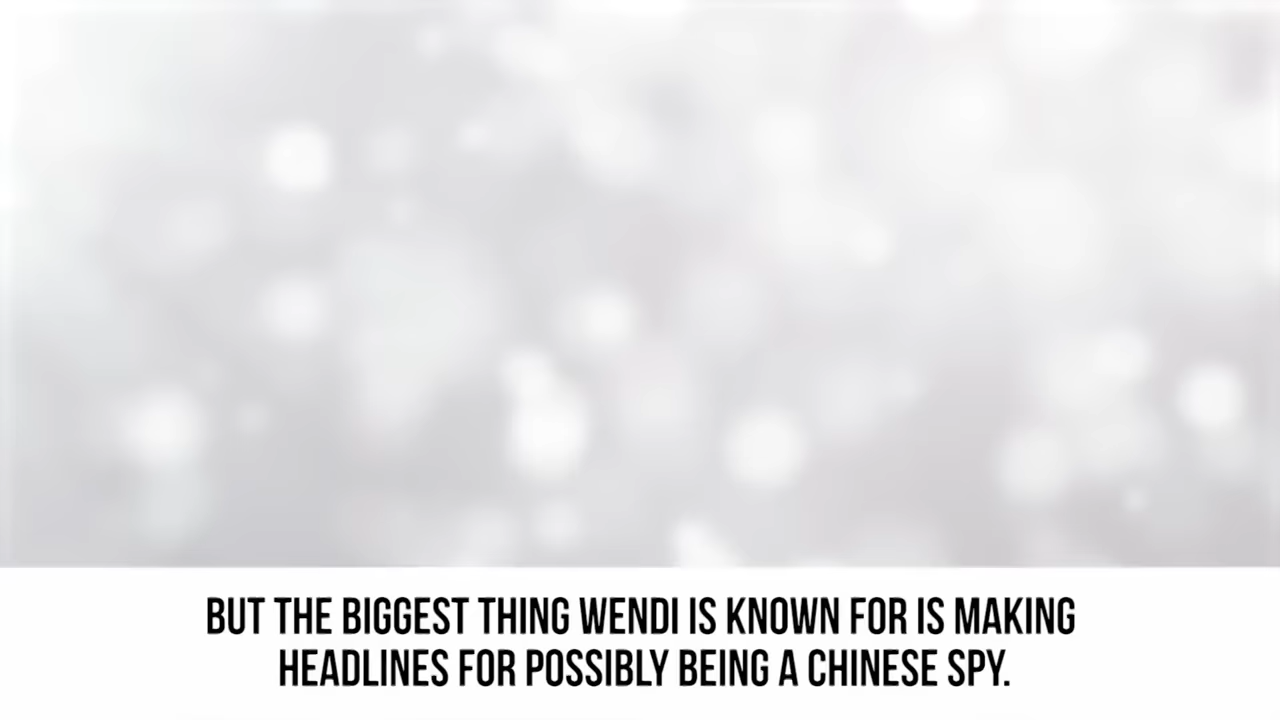 BUT THE BIGGEST THING WENDI IS KNOWN FOR IS MAKING
HEADLINES FOR POSSIBLY BEING A CHINESE SPY.